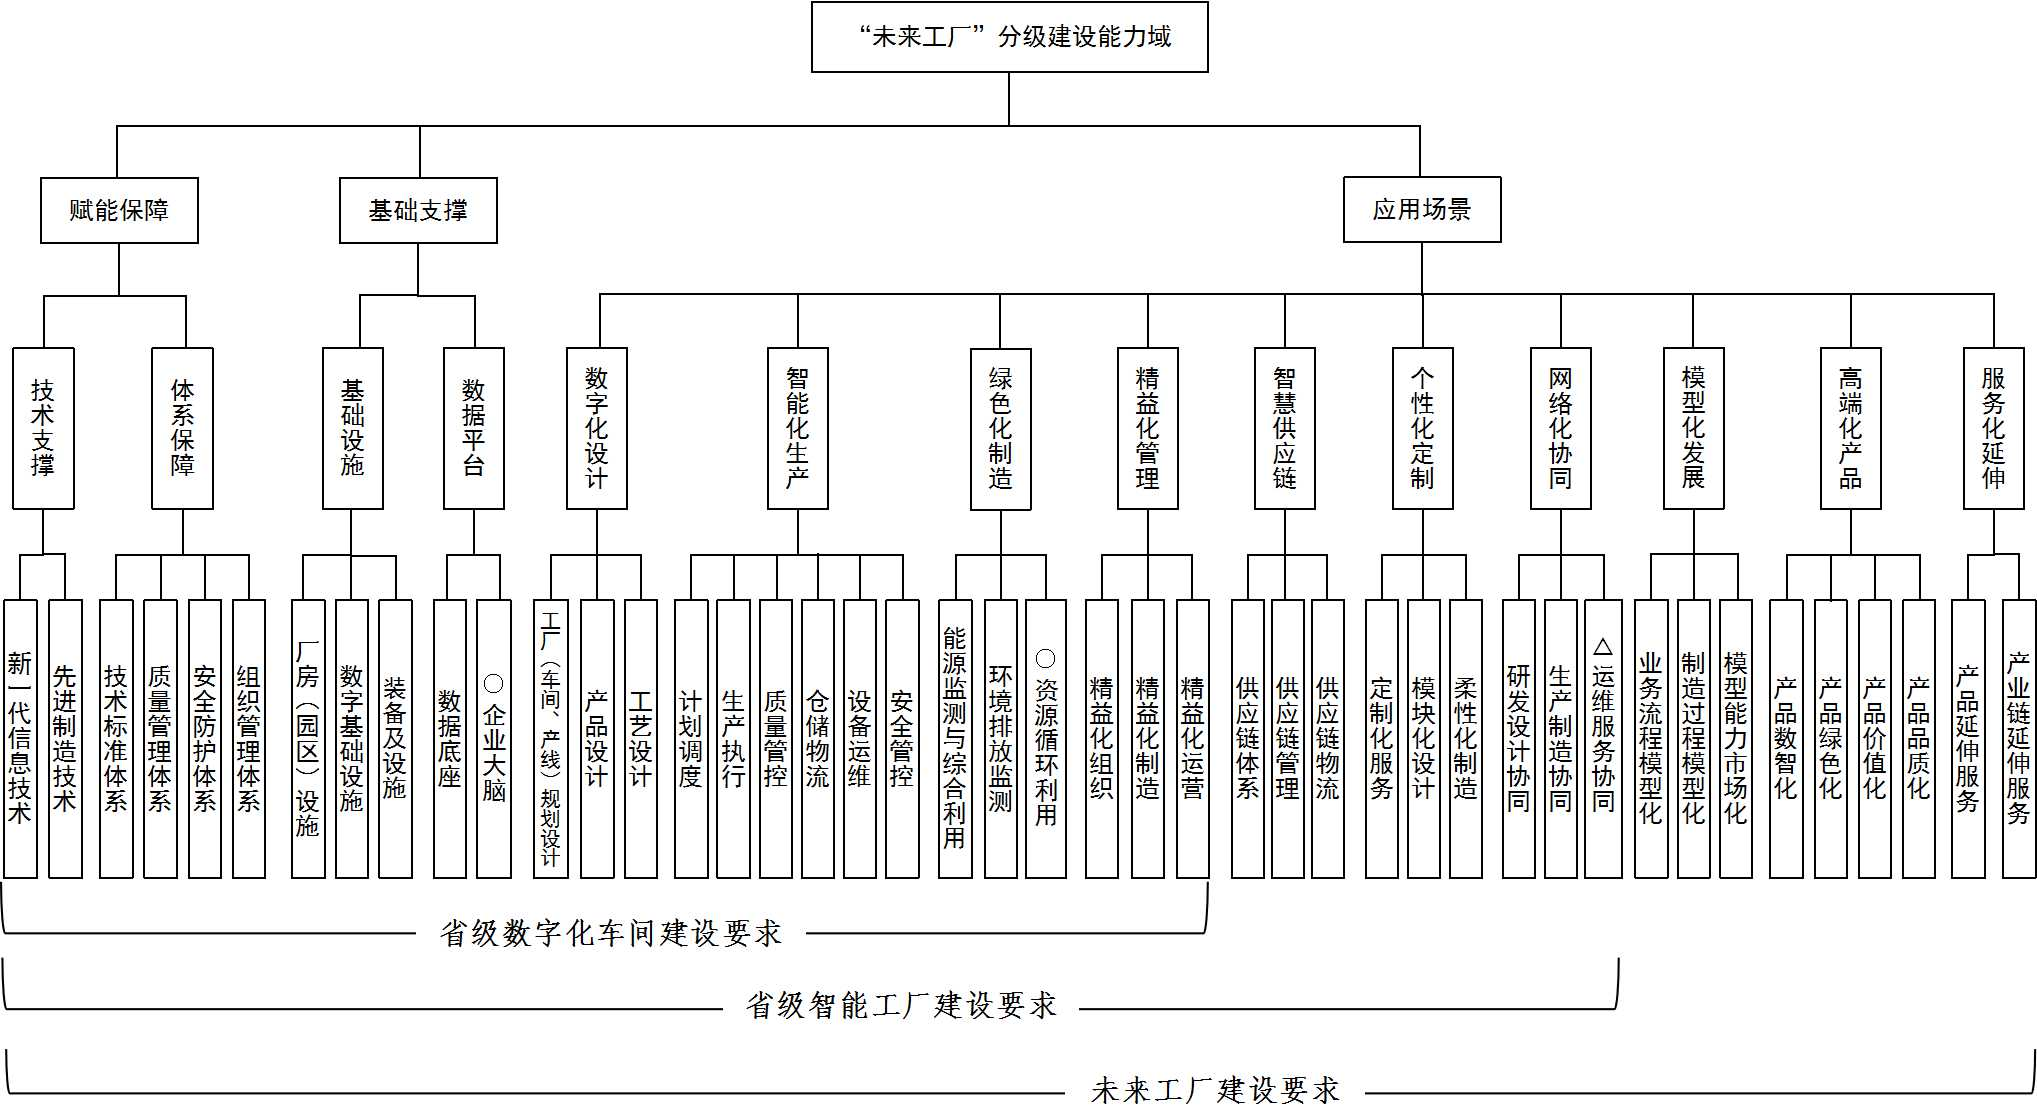 “未来工厂”分级建设能力域
赋能保障
基础支撑
应用场景
技术支撑
体系保障
基础设施
数据平台
数字化设计
智能化生产
绿色化制造
精益化管理
智慧供应链
个性化定制
网络化协同
模型化发展
高端化产品
服务化延伸
新一代信息技术
先进制造技术
技术标准体系
质量管理体系
安全防护体系
组织管理体系
厂房（园区）设施
数字基础设施
装备及设施
数据底座
○企业大脑
工厂（车间、产线）规划设计
产品设计
工艺设计
计划调度
生产执行
质量管控
仓储物流
设备运维
安全管控
能源监测与综合利用
环境排放监测
○资源循环利用
精益化组织
精益化制造
精益化运营
供应链体系
供应链管理
供应链物流
定制化服务
模块化设计
柔性化制造
研发设计协同
生产制造协同
△运维服务协同
业务流程模型化
制造过程模型化
模型能力市场化
产品数智化
产品绿色化
产品价值化
产品品质化
产品延伸服务
产业链延伸服务
省级数字化车间建设要求
省级智能工厂建设要求
未来工厂建设要求